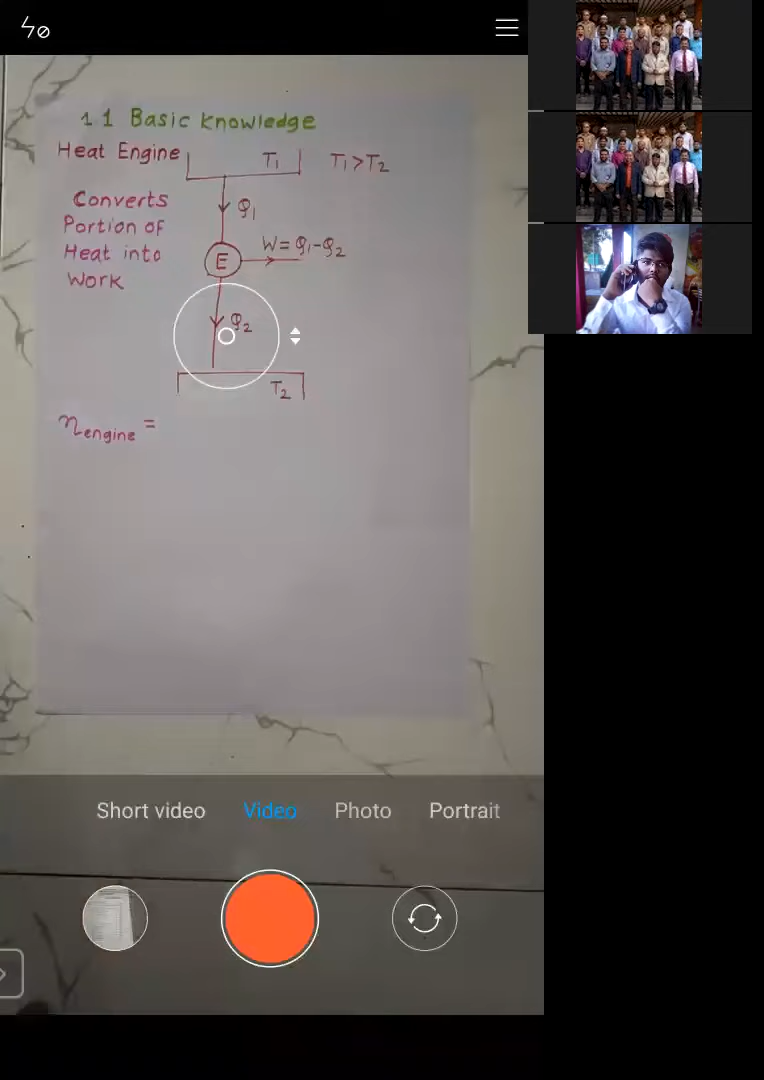 1 1 Basic Knowledge
Heat Engine
T1
T1>T2
Converts
Portion of
Heat into
Work
Q1
E
W=Q1-Q2
Q2
T2
ηengine =
Short video Video Photo Portrait